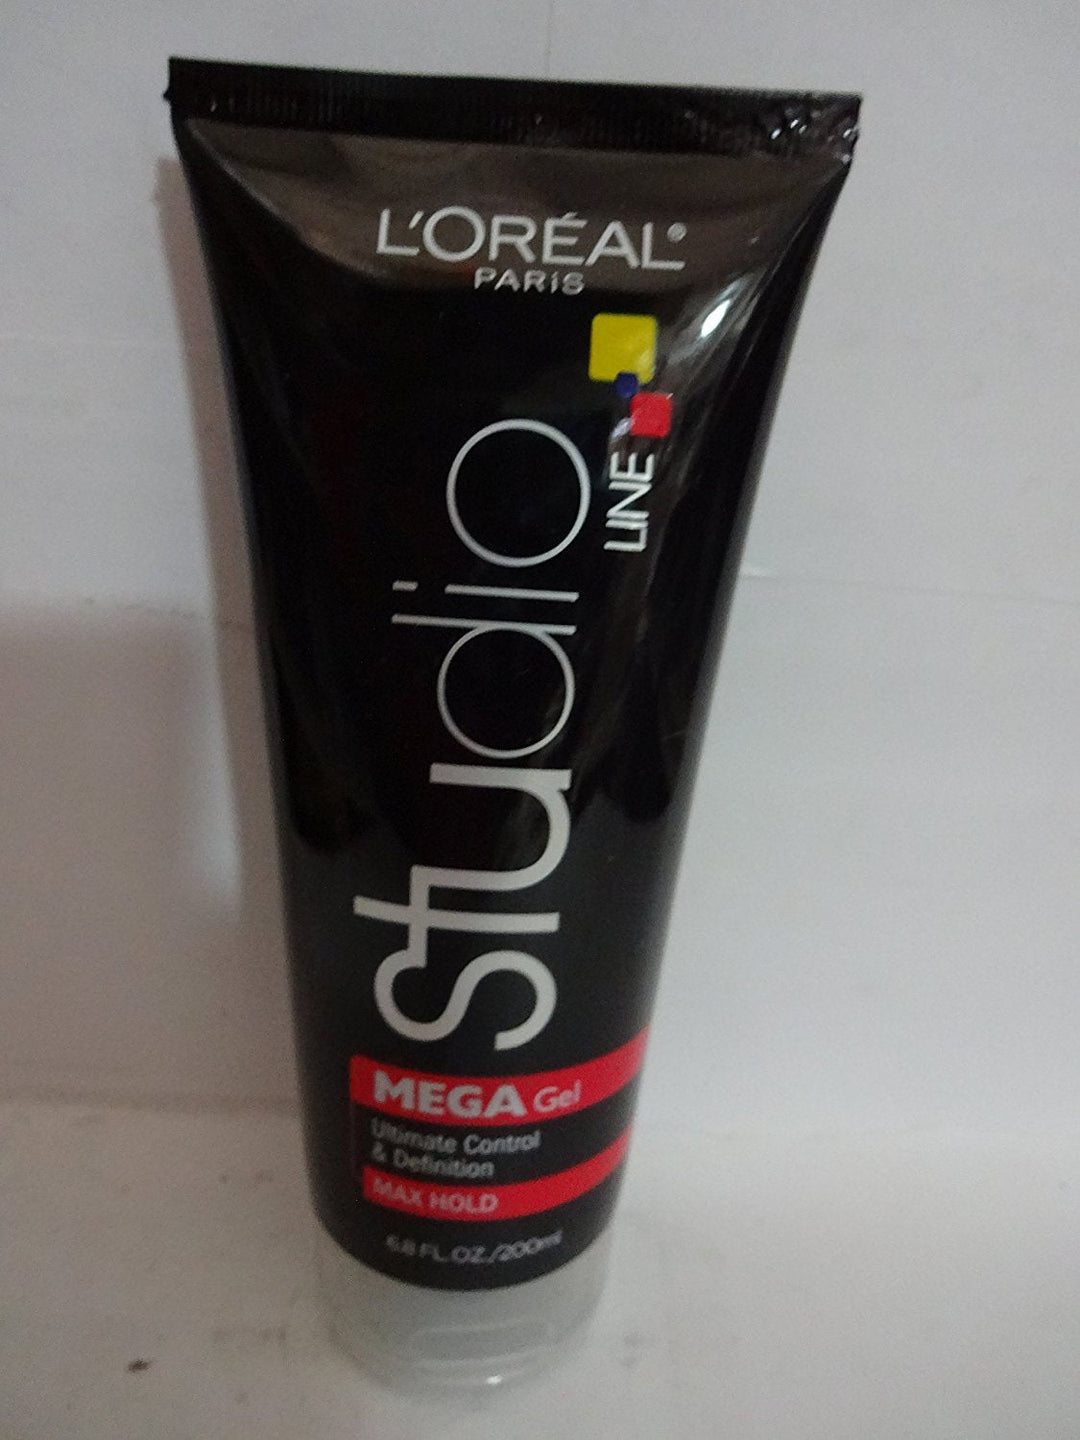 L'ORÉAL®
PARIS
studio
LINE
MEGA Gel
Ultimate Control
& Definition
MAX HOLD
6.8 FL. OZ./200ml